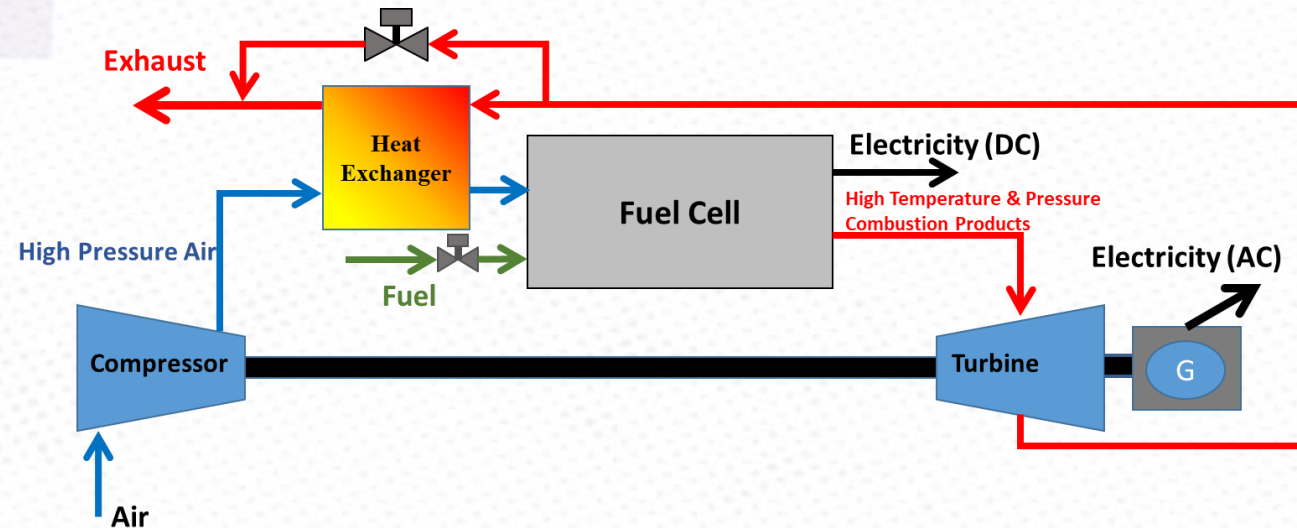 Exhaust
Heat
Exchanger
Electricity (DC)
Fuel Cell
High Temperature & Pressure
Combustion Products
High Pressure Air
Electricity (AC)
Fuel
Compressor
Turbine
G
Air